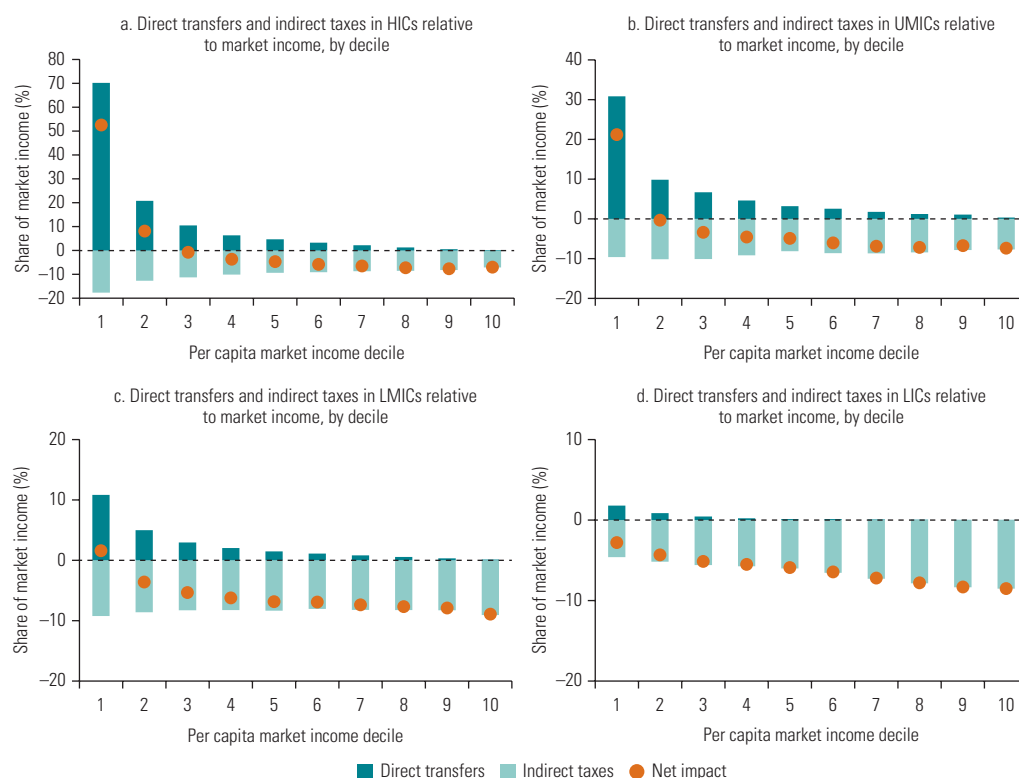 a. Direct transfers and indirect taxes in HICs relative
to market income, by decile
Share of market income (%)
80
70
60
50
40
30
20
10
0
–10
–20
1 2 3 4 5 6 7 8 9 10
Per capita market income decile
b. Direct transfers and indirect taxes in UMICs relative
to market income, by decile
Share of market income (%)
40
30
20
10
0
–10
–20
1 2 3 4 5 6 7 8 9 10
Per capita market income decile
c. Direct transfers and indirect taxes in LMICs relative
to market income, by decile
Share of market income (%)
20
10
0
–10
–20
1 2 3 4 5 6 7 8 9 10
Per capita market income decile
d. Direct transfers and indirect taxes in LICs relative
to market income, by decile
Share of market income (%)
10
0
–10
–20
1 2 3 4 5 6 7 8 9 10
Per capita market income decile
Direct transfers Indirect taxes Net impact